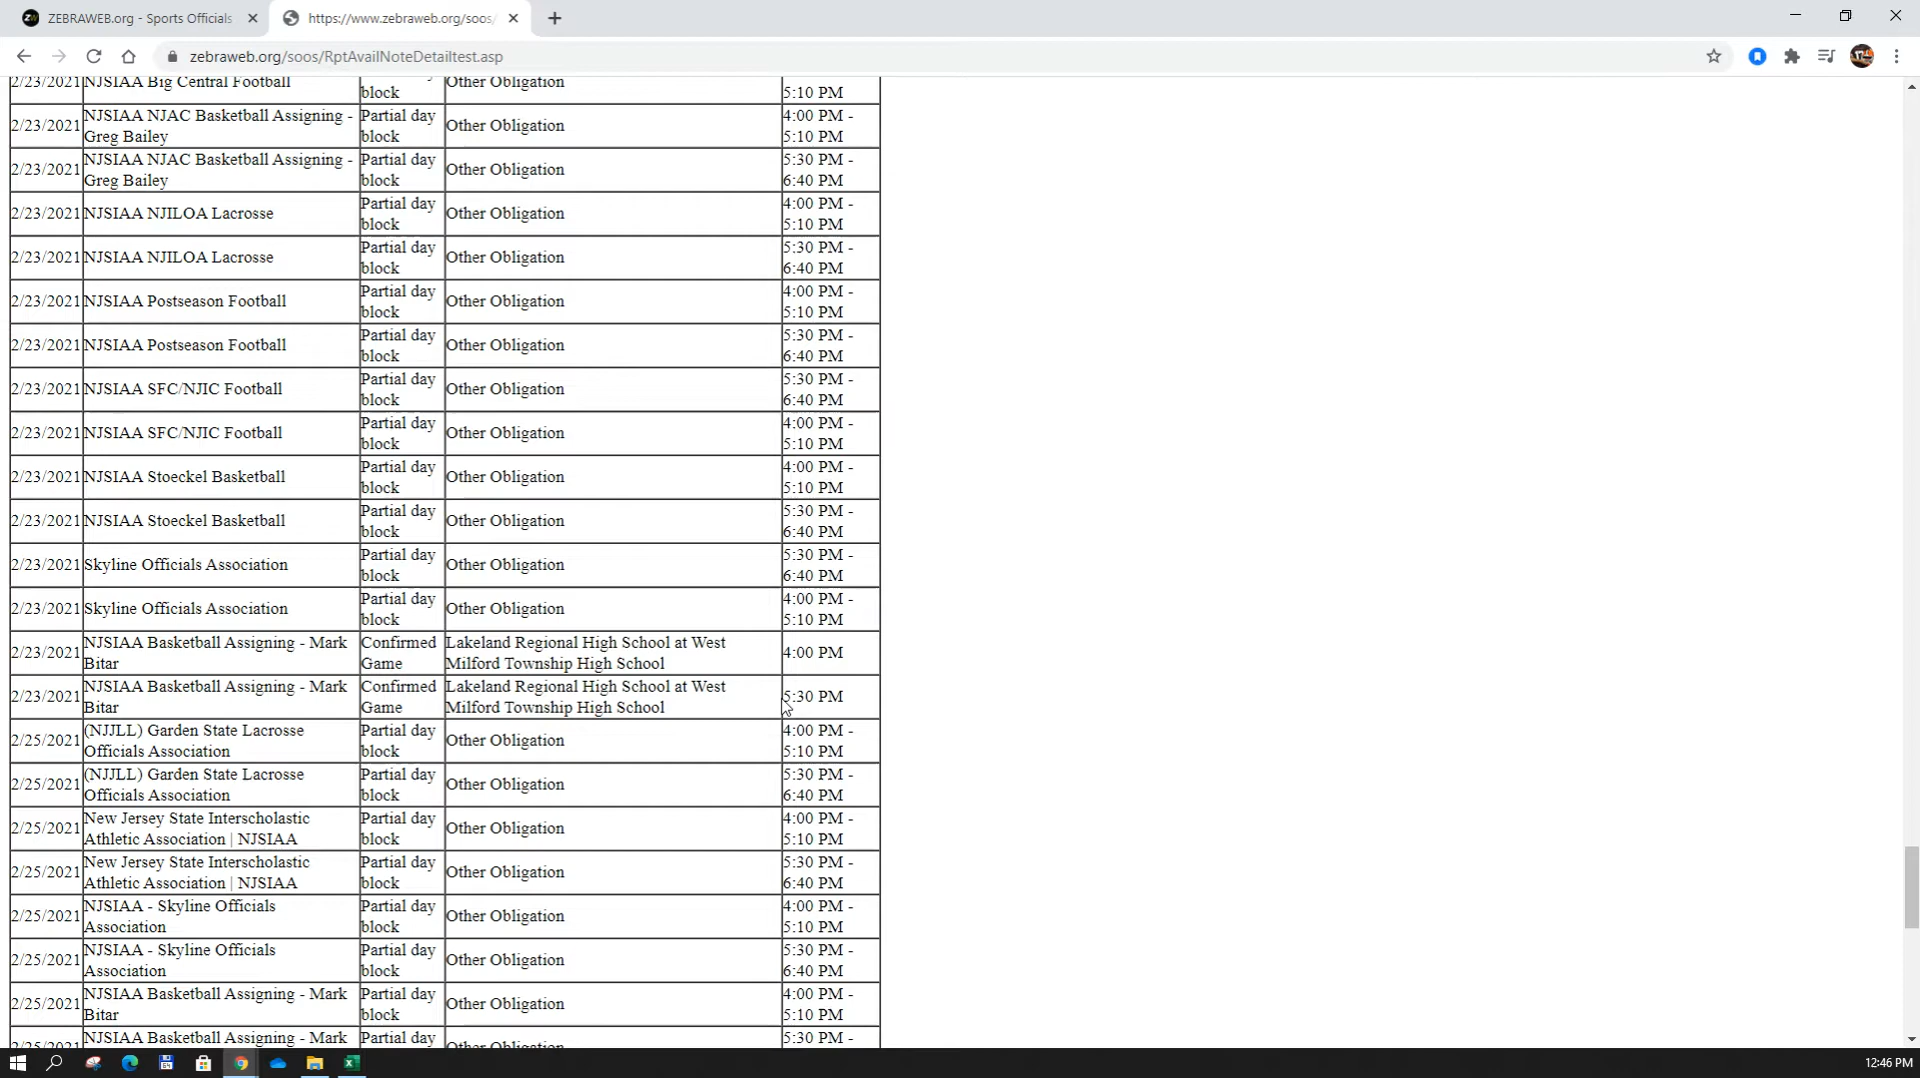 ZEBRAWEB.org - Sports Officials
https://www.zebraweb.org/soos/
zebraweb.org/soos/RptAvailNoteDetailtest.asp
2/23/2021 NJSIAA Big Central Football block Other Obligation 5:10 PM
2/23/2021 NJSIAA NJAC Basketball Assigning - Partial day Other Obligation 4:00 PM -
Greg Bailey block 5:10 PM
2/23/2021 NJSIAA NJAC Basketball Assigning - Partial day Other Obligation 5:30 PM -
Greg Bailey block 6:40 PM
2/23/2021 NJSIAA NJILOA Lacrosse Partial day Other Obligation 4:00 PM -
block 5:10 PM
2/23/2021 NJSIAA NJILOA Lacrosse Partial day Other Obligation 5:30 PM -
block 6:40 PM
2/23/2021 NJSIAA Postseason Football Partial day Other Obligation 4:00 PM -
block 5:10 PM
2/23/2021 NJSIAA Postseason Football Partial day Other Obligation 5:30 PM -
block 6:40 PM
2/23/2021 NJSIAA SFC/NJIC Football Partial day Other Obligation 5:30 PM -
block 6:40 PM
2/23/2021 NJSIAA SFC/NJIC Football Partial day Other Obligation 4:00 PM -
block 5:10 PM
2/23/2021 NJSIAA Stoeckel Basketball Partial day Other Obligation 4:00 PM -
block 5:10 PM
2/23/2021 NJSIAA Stoeckel Basketball Partial day Other Obligation 5:30 PM -
block 6:40 PM
2/23/2021 Skyline Officials Association Partial day Other Obligation 5:30 PM -
block 6:40 PM
2/23/2021 Skyline Officials Association Partial day Other Obligation 4:00 PM -
block 5:10 PM
2/23/2021 NJSIAA Basketball Assigning - Mark Confirmed Lakeland Regional High School at West 4:00 PM
Bitar Game Milford Township High School
2/23/2021 NJSIAA Basketball Assigning - Mark Confirmed Lakeland Regional High School at West 5:30 PM
Bitar Game Milford Township High School
2/25/2021 (NJJLL) Garden State Lacrosse Partial day Other Obligation 4:00 PM -
Officials Association block 5:10 PM
2/25/2021 (NJJLL) Garden State Lacrosse Partial day Other Obligation 5:30 PM -
Officials Association block 6:40 PM
2/25/2021 New Jersey State Interscholastic Partial day Other Obligation 4:00 PM -
Athletic Association | NJSIAA block 5:10 PM
2/25/2021 New Jersey State Interscholastic Partial day Other Obligation 5:30 PM -
Athletic Association | NJSIAA block 6:40 PM
2/25/2021 NJSIAA - Skyline Officials Partial day Other Obligation 4:00 PM -
Association block 5:10 PM
2/25/2021 NJSIAA - Skyline Officials Partial day Other Obligation 5:30 PM -
Association block 6:40 PM
2/25/2021 NJSIAA Basketball Assigning - Mark Partial day Other Obligation 4:00 PM -
Bitar block 5:10 PM
2/25/2021 NJSIAA Basketball Assigning - Mark Partial day Other Obligation 5:30 PM -
12:46 PM